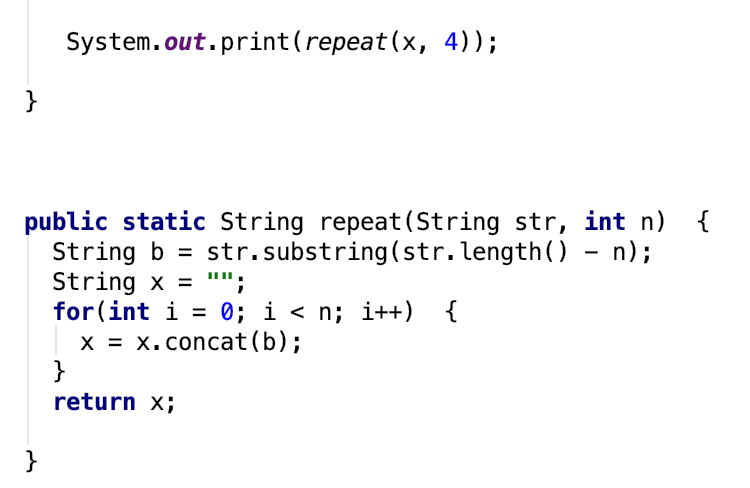 System.out.print(repeat(x, 4));
}
public static String repeat(String str, int n)  {
String b = str.substring(str.length() – n);
String x = "";
for(int i = 0; i < n; i++)  {
x = x.concat(b);
}
return x;
}